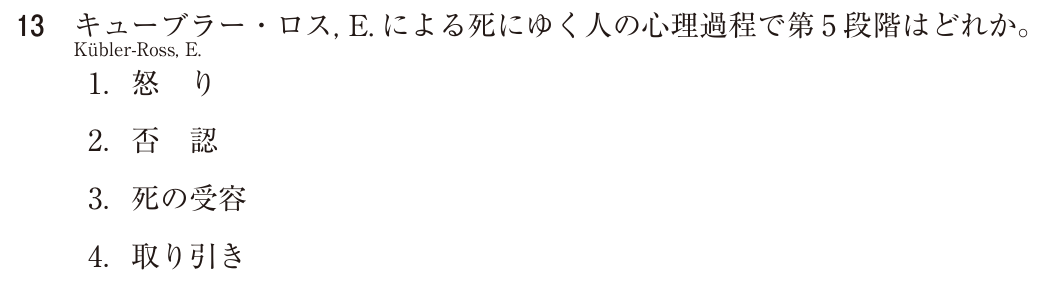 13 キューブラー・ロス, E. による死にゆく人の心理過程で第5段階はどれか。
Kübler-Ross, E.
1. 怒　り
2. 否　認
3. 死の受容
4. 取り引き